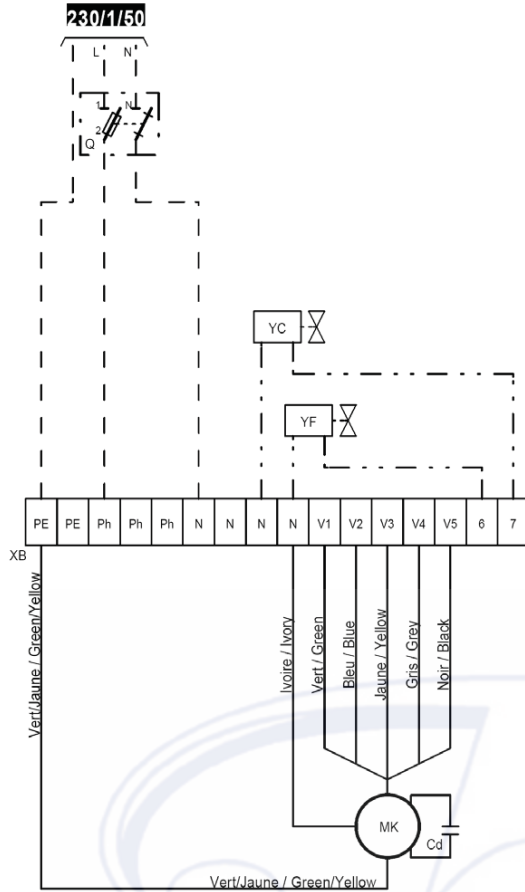 230/1/50
L N
1 N
2
Q
YC
YF
PE PE Ph Ph Ph N N N N V1 V2 V3 V4 V5 6 7
XB
Vert/Jaune / Green/Yellow
Ivoire / Ivory
Vert / Green
Bleu / Blue
Jaune / Yellow
Gris / Grey
Noir / Black
MK
Cd
Vert/Jaune / Green/Yellow